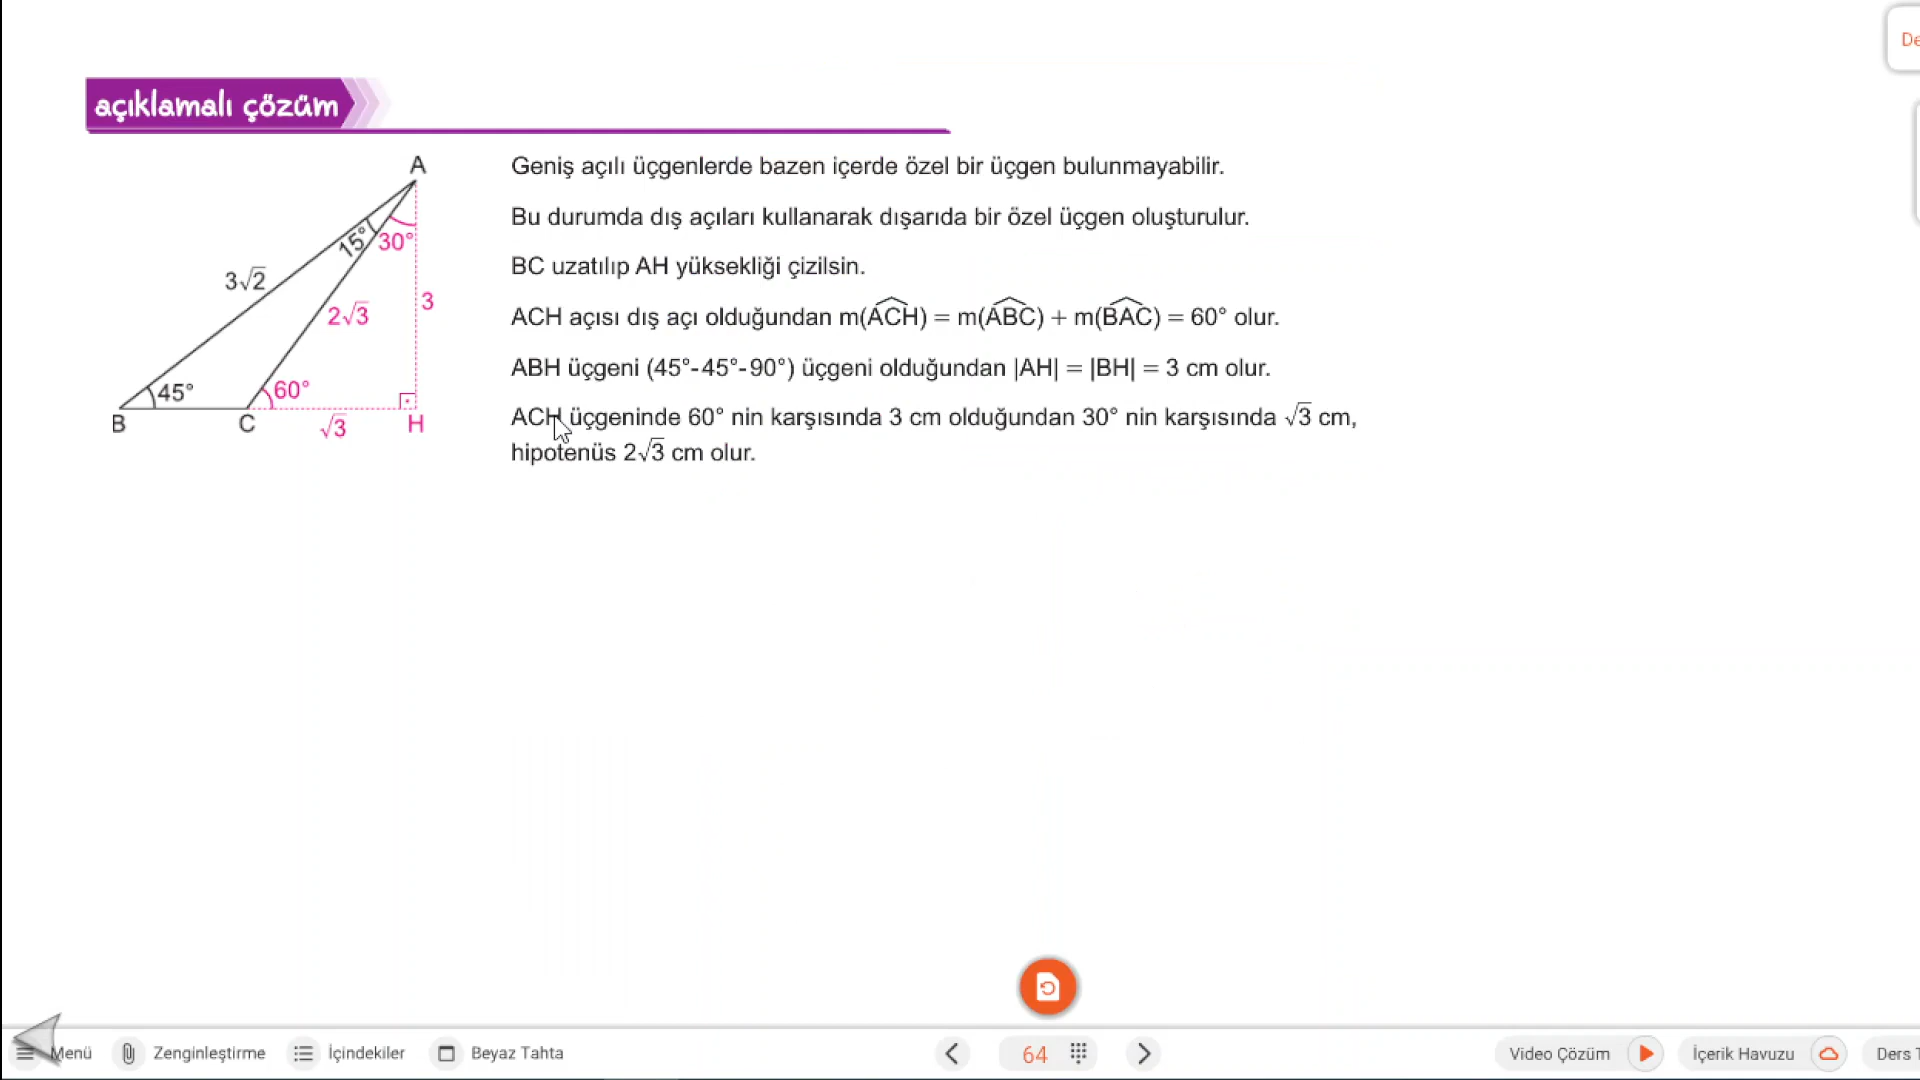 De
açıklamalı çözüm
A
15°
30°
3√2
2√3
3
45°
60°
B
C
√3
H
Geniş açılı üçgenlerde bazen içerde özel bir üçgen bulunmayabilir.
Bu durumda dış açıları kullanarak dışarıda bir özel üçgen oluşturulur.
BC uzatılıp AH yüksekliği çizilsin.
ACH açısı dış açı olduğundan m(ACH) = m(ABC) + m(BAC) = 60° olur.
ABH üçgeni (45°-45°-90°) üçgeni olduğundan |AH| = |BH| = 3 cm olur.
ACH üçgeninde 60° nin karşısında 3 cm olduğundan 30° nin karşısında √3 cm,
hipotenüs 2√3 cm olur.
Menü
Zenginleştirme
İçindekiler
Beyaz Tahta
64
Video Çözüm
İçerik Havuzu
Ders